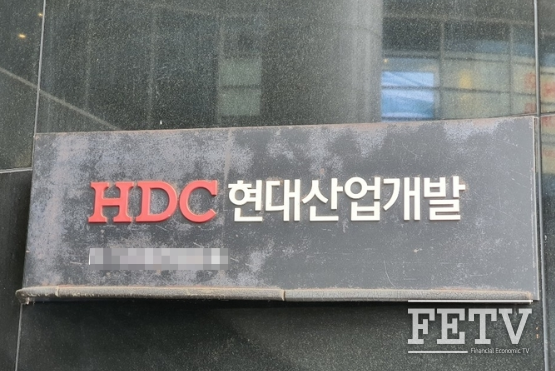 HDC 현대산업개발
FETV
Financial Economic TV